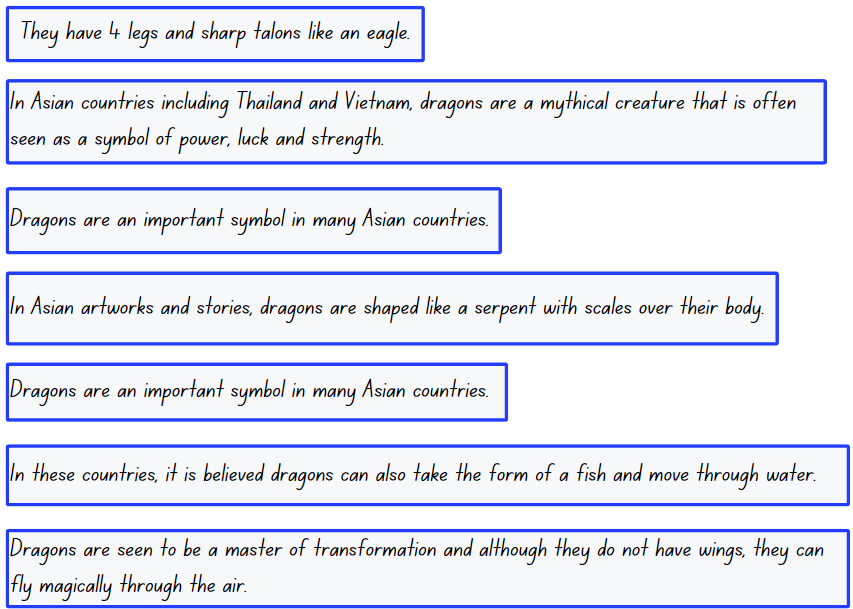 They have 4 legs and sharp talons like an eagle.
In Asian countries including Thailand and Vietnam, dragons are a mythical creature that is often
seen as a symbol of power, luck and strength.
Dragons are an important symbol in many Asian countries.
In Asian artworks and stories, dragons are shaped like a serpent with scales over their body.
Dragons are an important symbol in many Asian countries.
In these countries, it is believed dragons can also take the form of a fish and move through water.
Dragons are seen to be a master of transformation and although they do not have wings, they can
fly magically through the air.